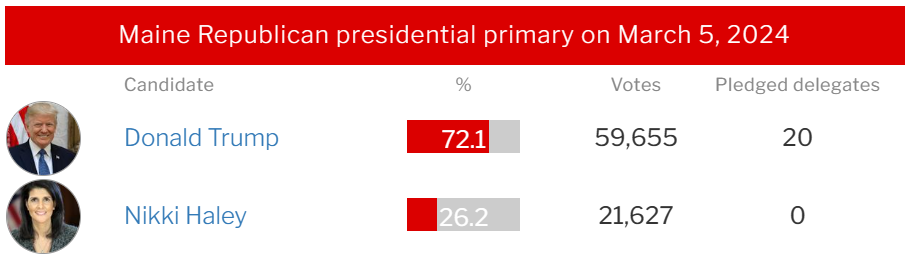 Maine Republican presidential primary on March 5, 2024
Candidate % Votes Pledged delegates
Donald Trump 72.1 59,655 20
Nikki Haley 26.2 21,627 0